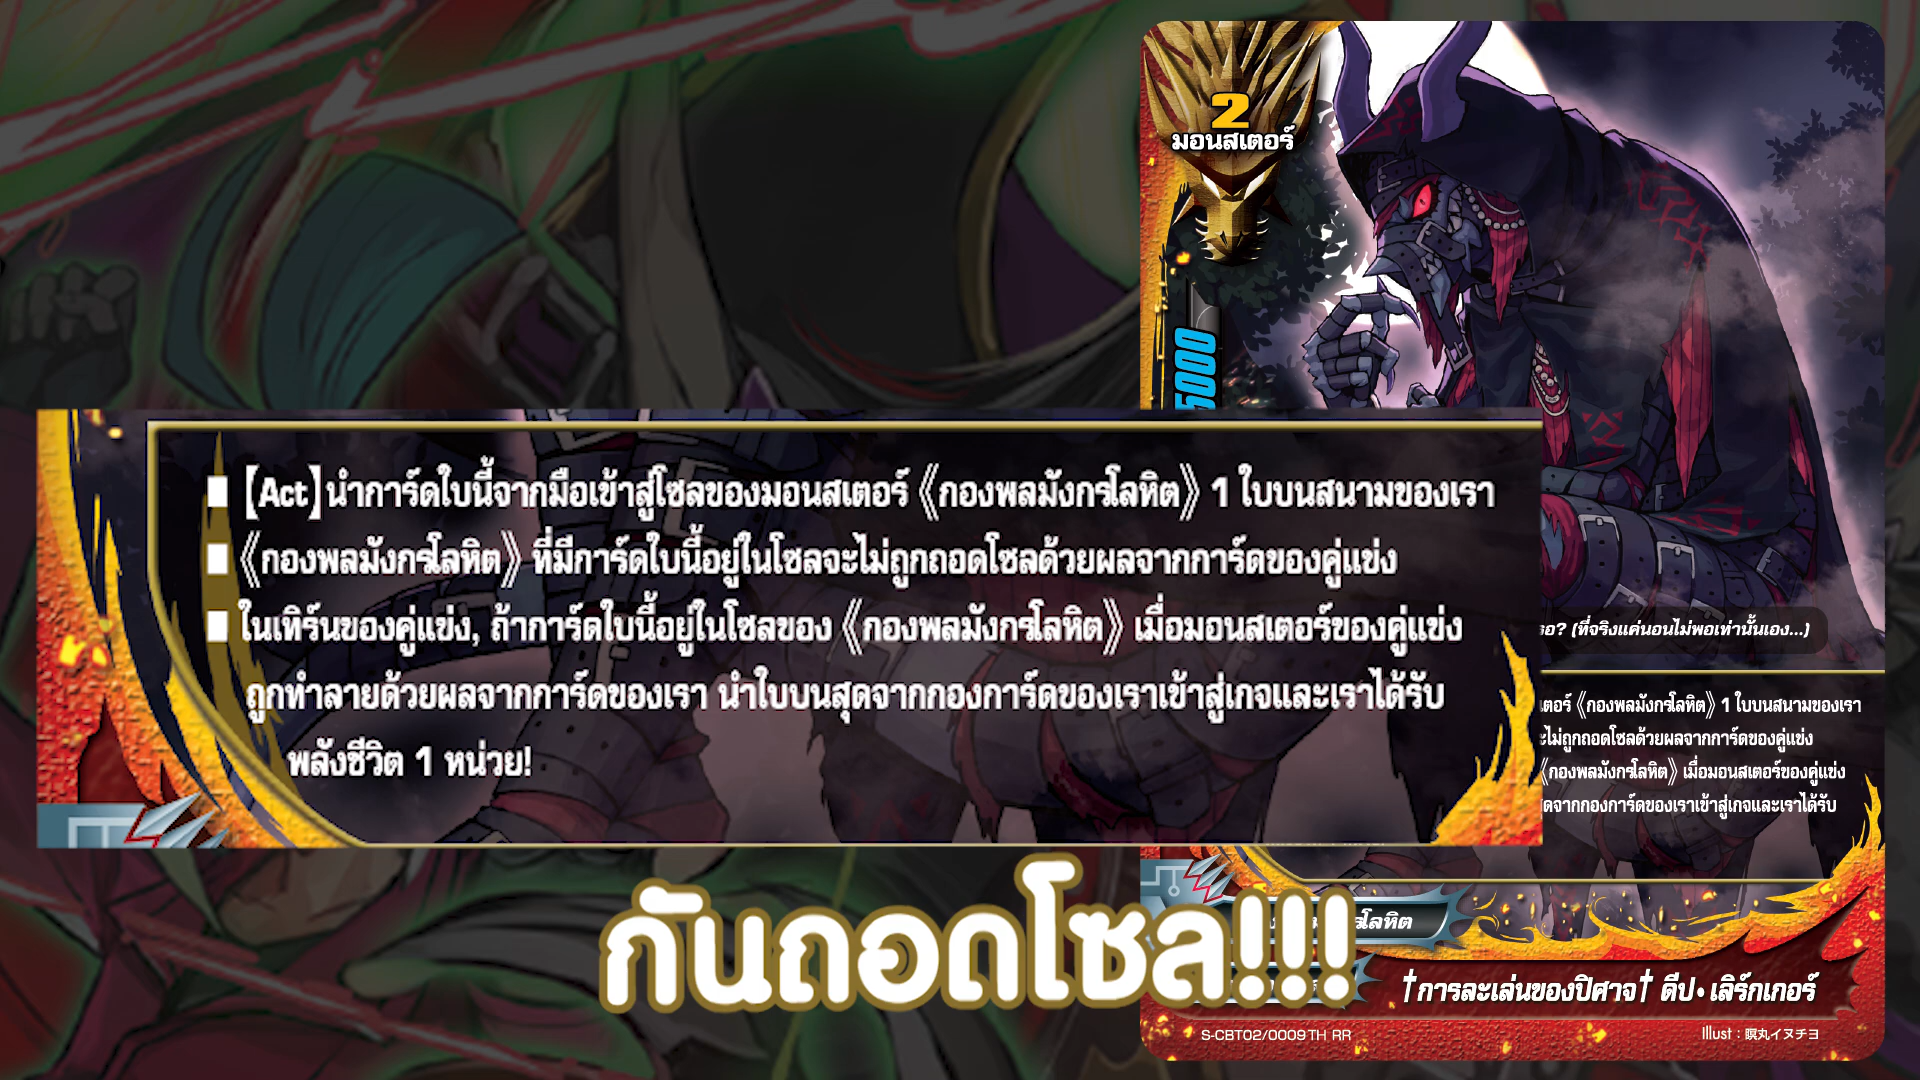 2
มอนสเตอร์
5000
■ 【Act】นำการ์ดใบนี้จากมือเข้าสู่โซลของมอนสเตอร์《กองพลมังกรโลหิต》1 ใบบนสนามของเรา
■《กองพลมังกรโลหิต》ที่มีการ์ดใบนี้อยู่ในโซลจะไม่ถูกถอดโซลด้วยผลจากการ์ดของคู่แข่ง
■ ในเทิร์นของคู่แข่ง, ถ้าการ์ดใบนี้อยู่ในโซลของ《กองพลมังกรโลหิต》เมื่อมอนสเตอร์ของคู่แข่ง
ถูกทำลายด้วยผลจากการ์ดของเรา นำใบบนสุดจากกองการ์ดของเราเข้าสู่เกจและเราได้รับ
พลังชีวิต 1 หน่วย!
(ที่จริงแค่นอนไม่พอเท่านั้นเอง...)
เตอร์《กองพลมังกรโลหิต》1 ใบบนสนามของเรา
ไม่ถูกถอดโซลด้วยผลจากการ์ดของคู่แข่ง
《กองพลมังกรโลหิต》เมื่อมอนสเตอร์ของคู่แข่ง
ดจากกองการ์ดของเราเข้าสู่เกจและเราได้รับ
กันถอดโซล!!!
รโลหิต
†การละเล่นของปีศาจ† ดีป•เลิร์กเกอร์
S-CBT02/0009TH RR
Illust : 瞑丸イヌチヨ